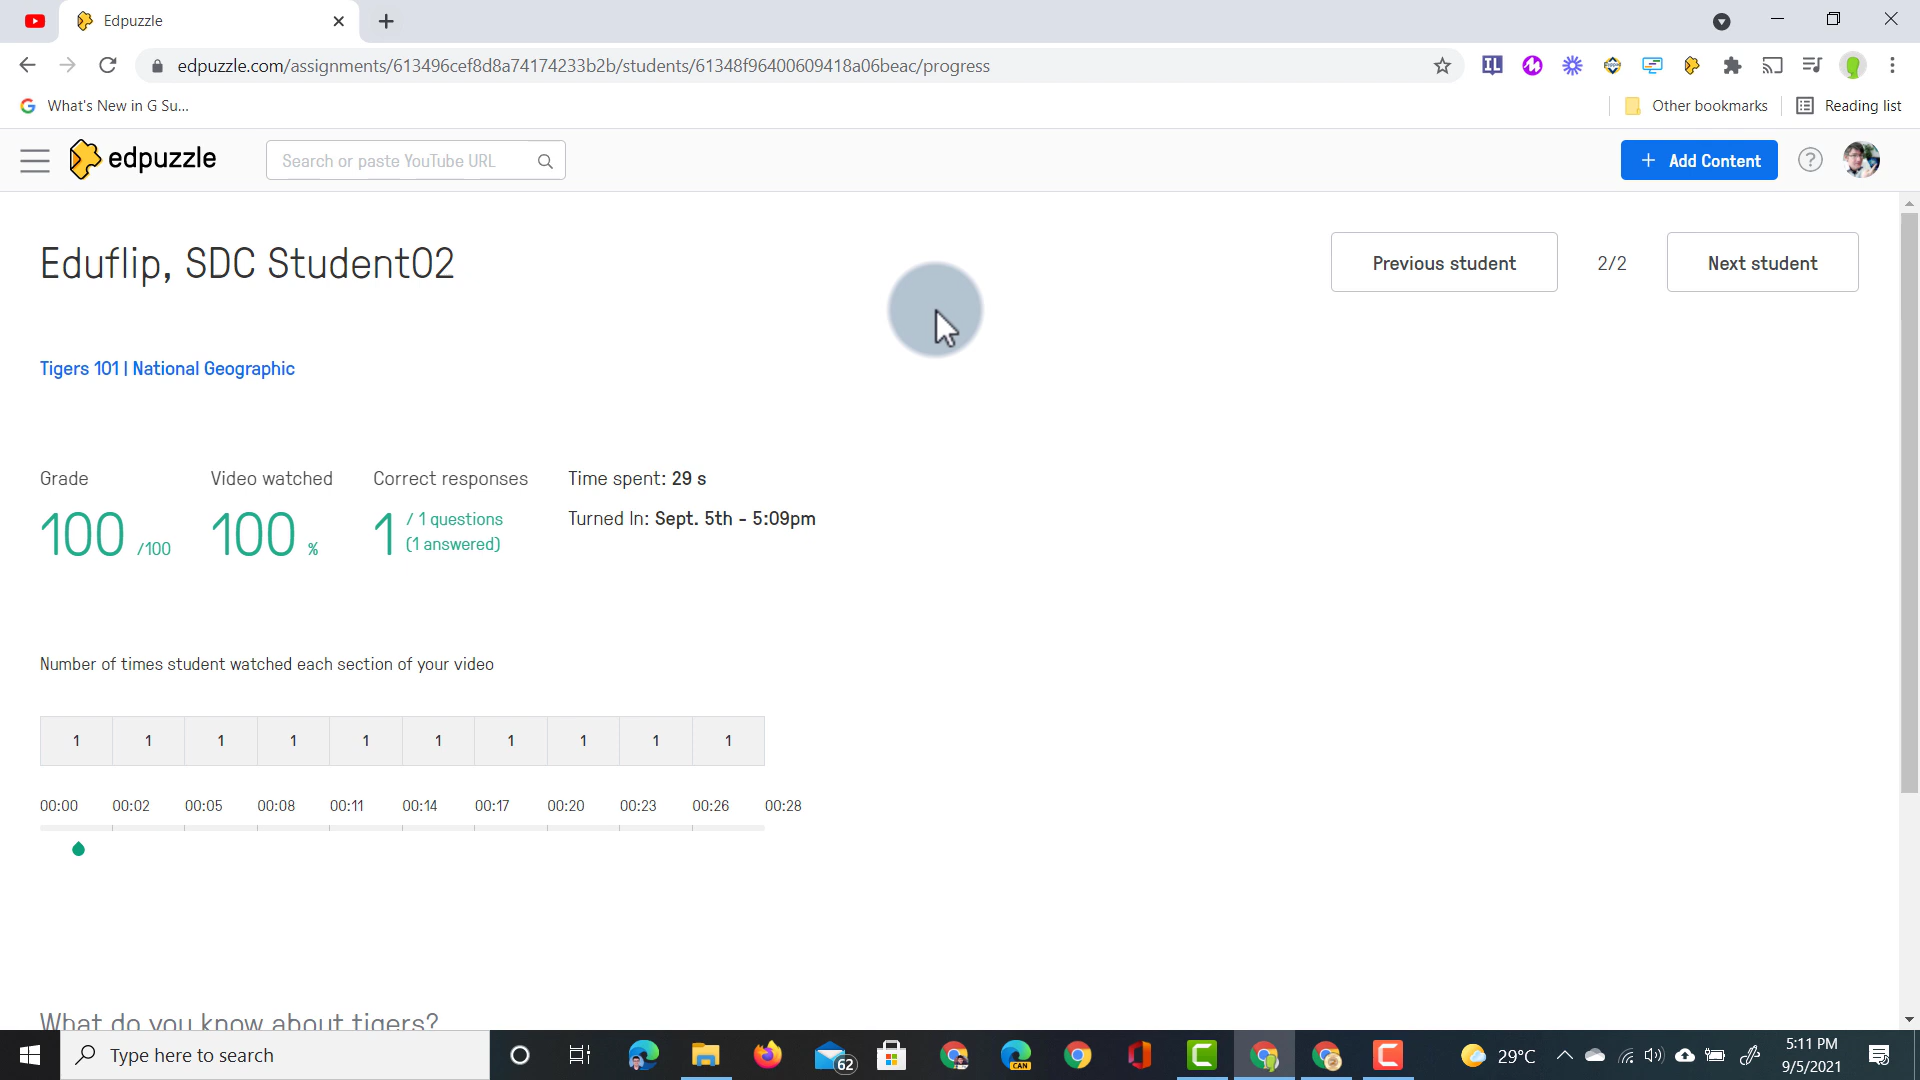 Edpuzzle
edpuzzle.com/assignments/613496cef8d8a74174233b2b/students/61348f96400609418a06beac/progress
What's New in G Su...
Other bookmarks
Reading list
edpuzzle
Search or paste YouTube URL
+ Add Content
Eduflip, SDC Student02
Previous student
2/2
Next student
Tigers 101 | National Geographic
Grade
Video watched
Correct responses
Time spent: 29 s
100 /100
100 %
1 / 1 questions
(1 answered)
Turned In: Sept. 5th - 5:09pm
Number of times student watched each section of your video
1 1 1 1 1 1 1 1 1 1
00:00 00:02 00:05 00:08 00:11 00:14 00:17 00:20 00:23 00:26 00:28
What do you know about tigers?
Type here to search
62
CAN
29°C
5:11 PM
9/5/2021